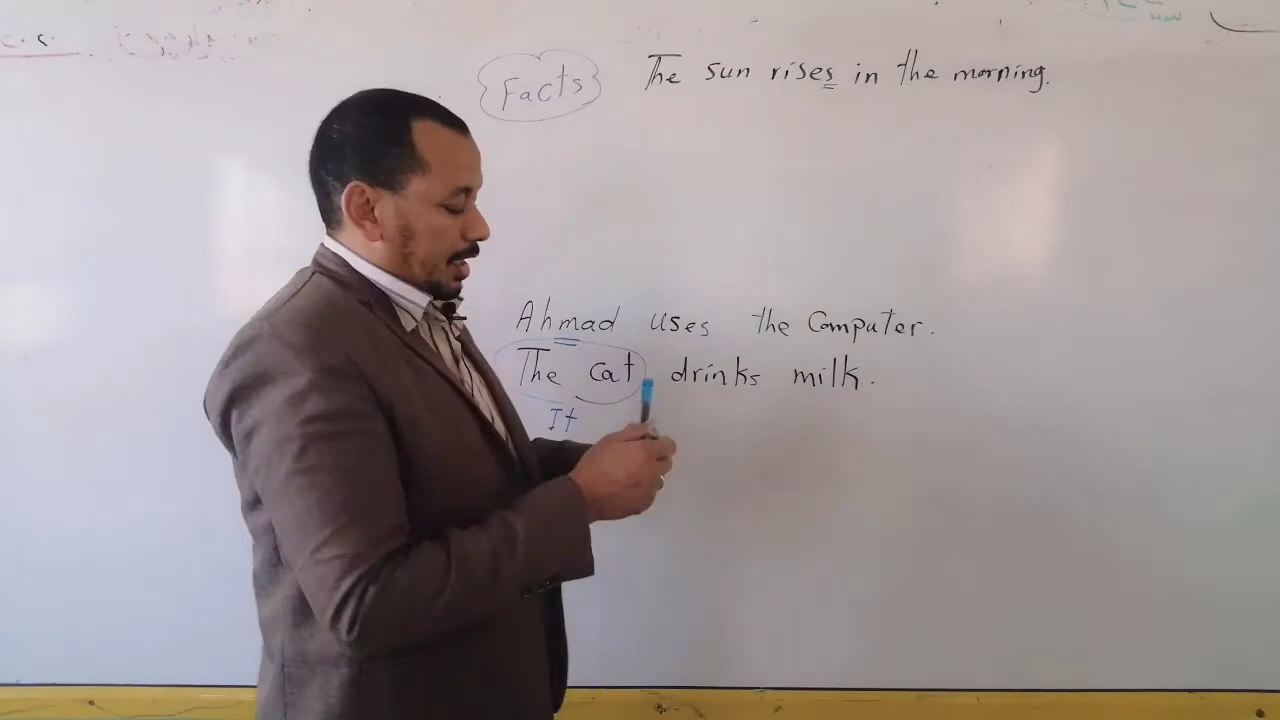 Facts
The sun rises in the morning.
Ahmad uses the Computer.
The cat drinks milk.
It